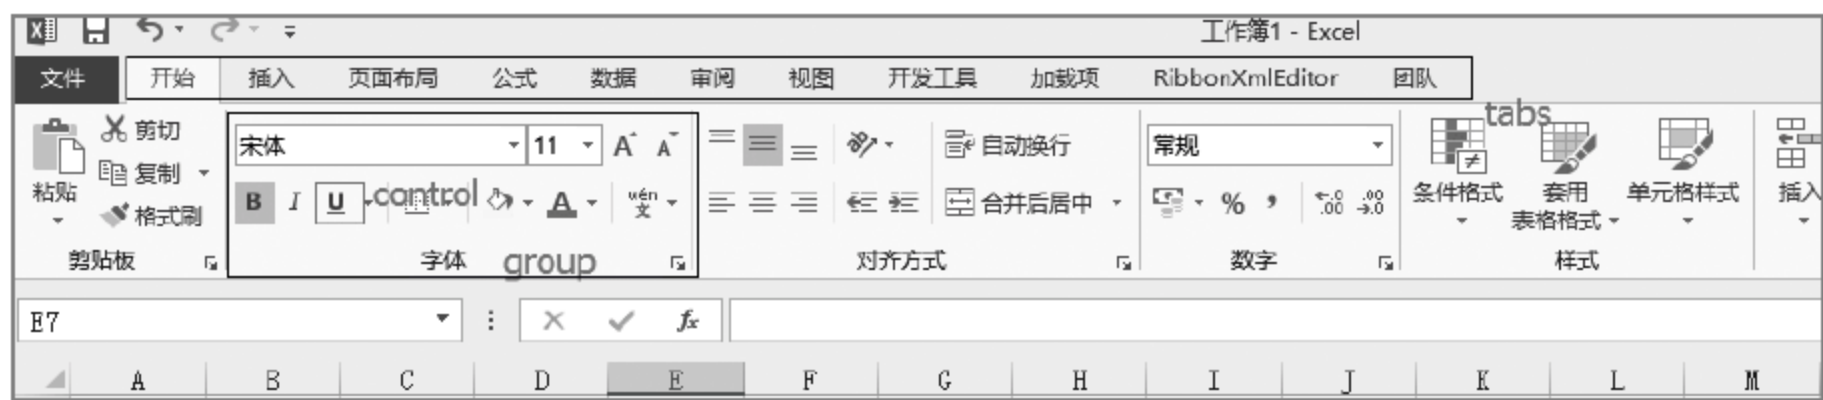 工作簿1 - Excel
文件 开始 插入 页面布局 公式 数据 审阅 视图 开发工具 加载项 RibbonXmlEditor 团队
tabs
剪切
宋体 11 A A 自动换行 常规
复制
粘贴 B I U control A wén 文 合并后居中 % , .00 .00 条件格式 套用 单元格样式 插入
格式刷 表格格式
剪贴板 字体 group 对齐方式 数字 样式
E7 fx
A B C D E F G H I J K L M